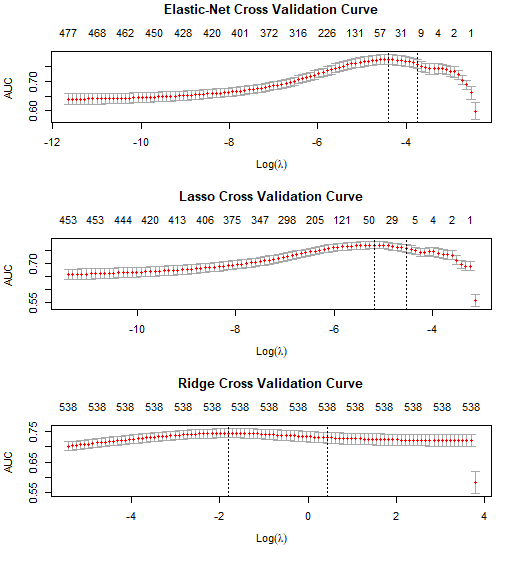 Elastic-Net Cross Validation Curve
477 468 462 450 428 420 401 372 316 226 131 57 31 9 4 2 1
AUC
0.70
0.60
-12 -10 -8 -6 -4
Log(λ)
Lasso Cross Validation Curve
453 453 444 420 413 406 375 347 298 205 121 50 29 5 4 2 1
AUC
0.70
0.55
-10 -8 -6 -4
Log(λ)
Ridge Cross Validation Curve
538 538 538 538 538 538 538 538 538 538 538 538 538 538 538
AUC
0.75
0.65
0.55
-4 -2 0 2 4
Log(λ)